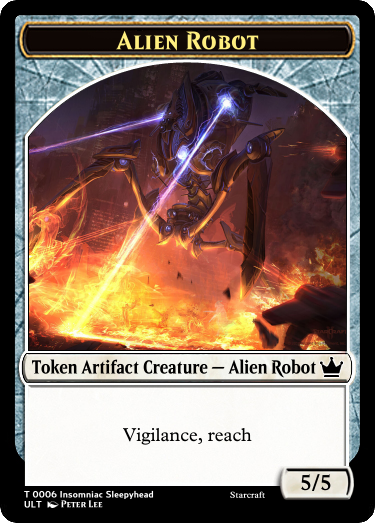 Alien Robot
Token Artifact Creature — Alien Robot
Vigilance, reach
5/5
T 0006 Insomniac Sleepyhead
ULT Peter Lee
Starcraft